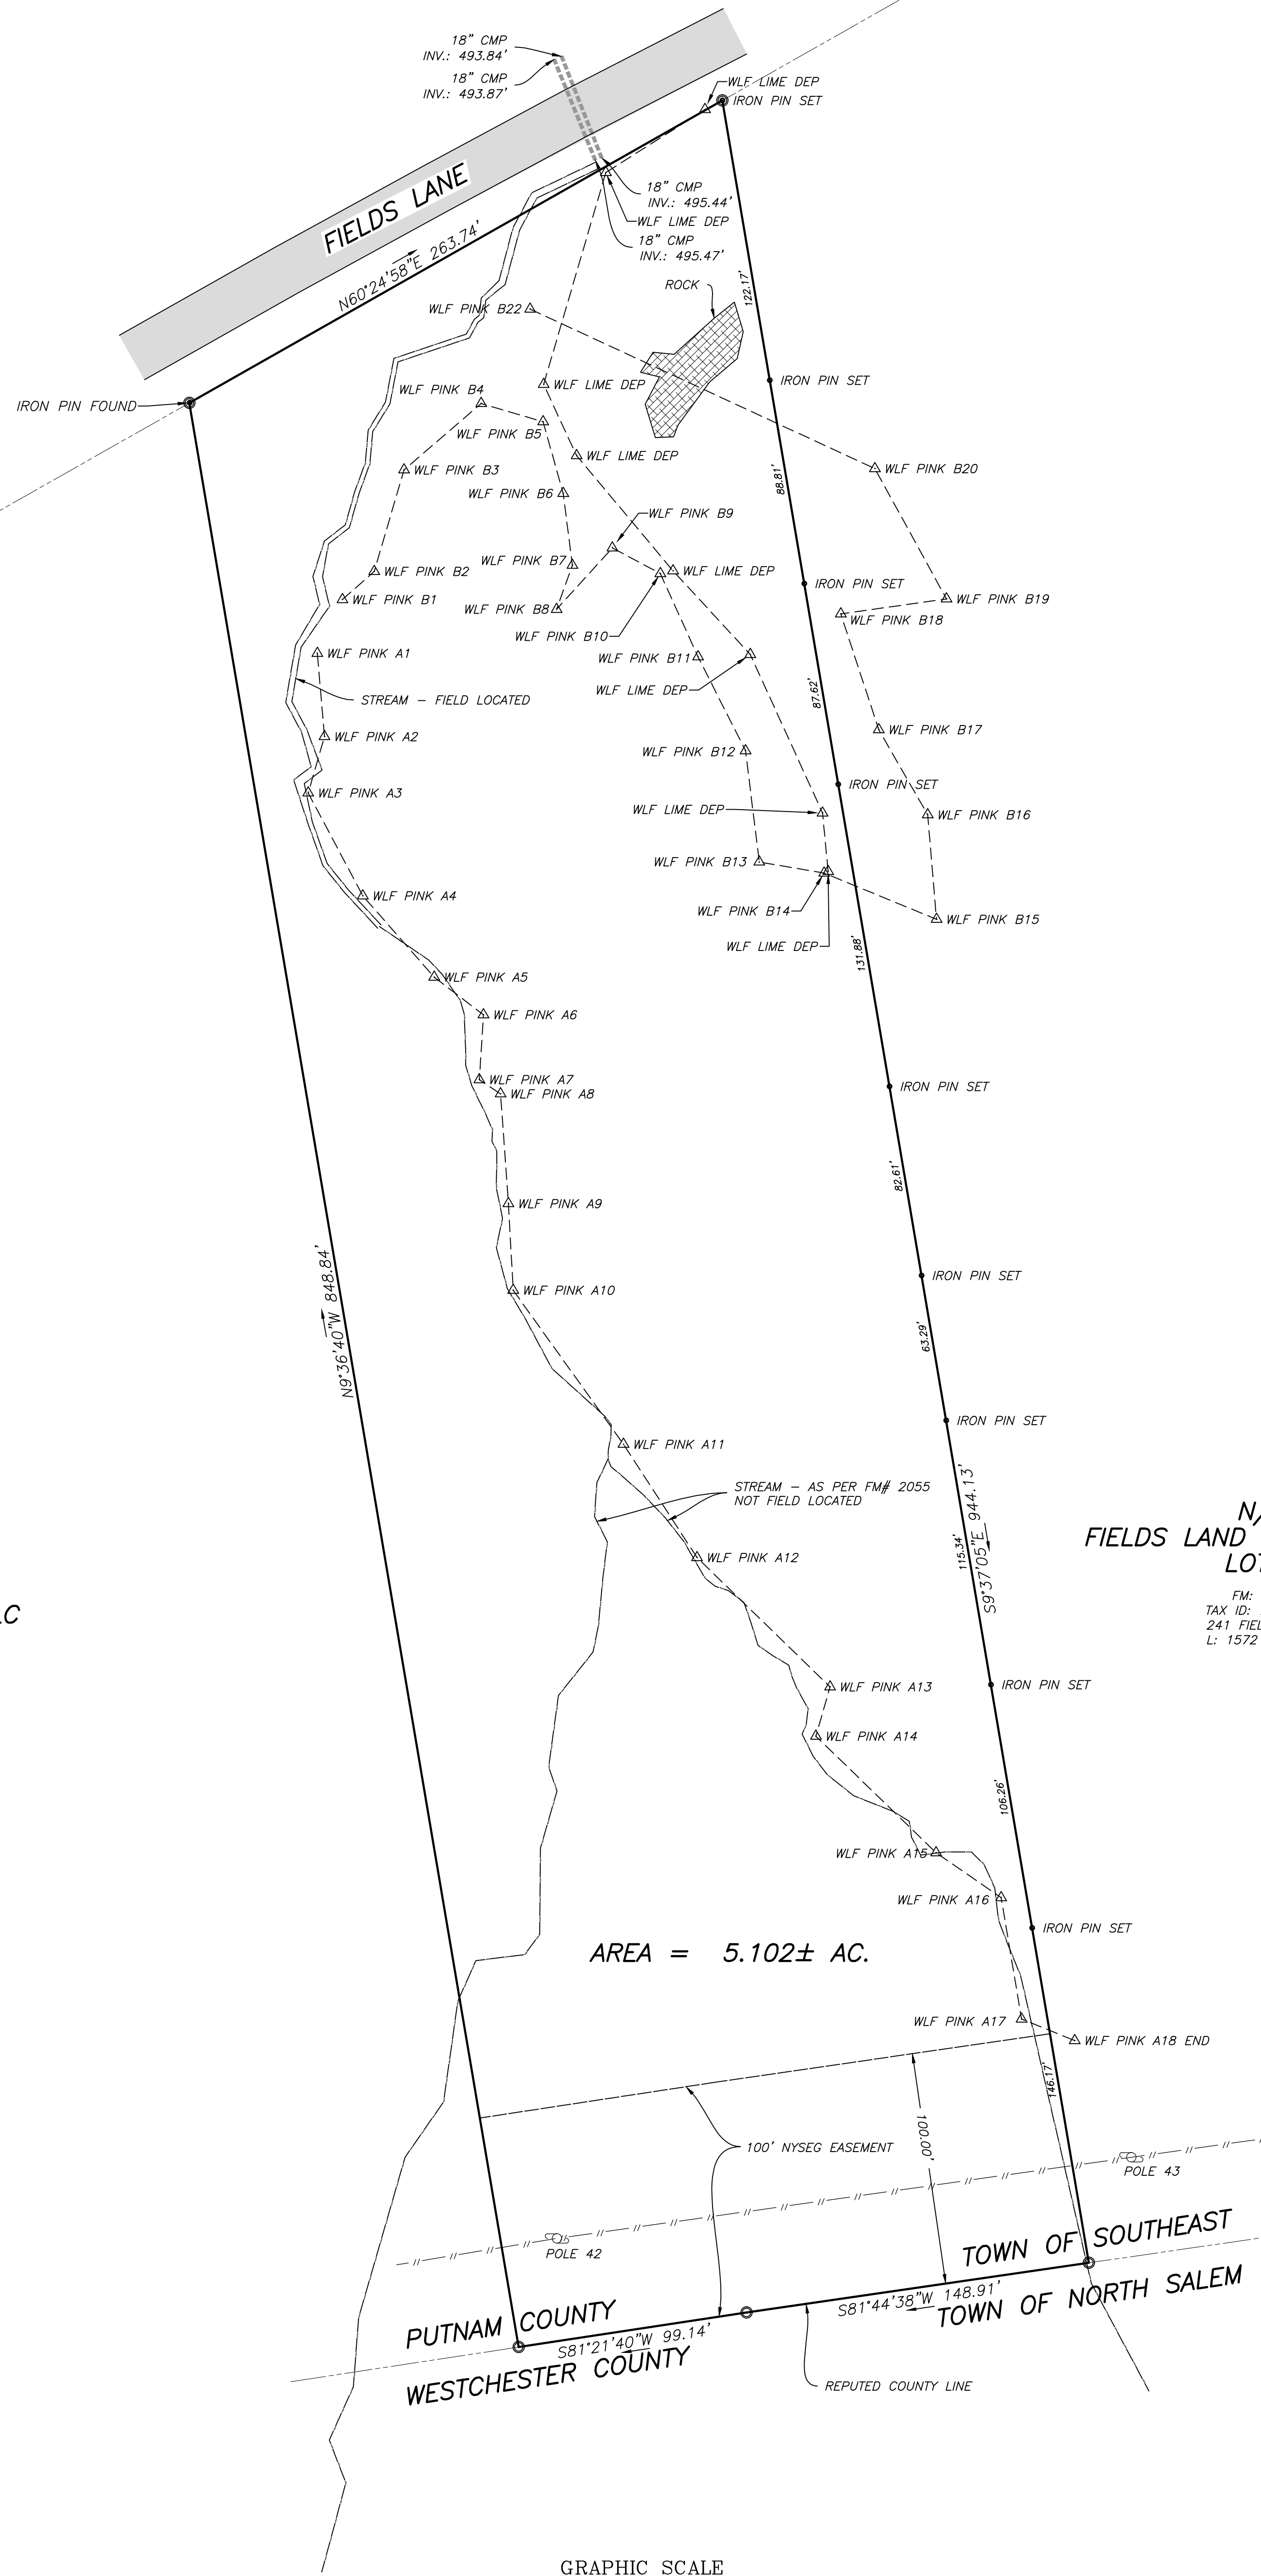 18" CMP
INV.: 493.84'
18" CMP
INV.: 493.87'
WLF LIME DEP
IRON PIN SET
FIELDS LANE
N60°24'58"E 263.74'
18" CMP
INV.: 495.44'
WLF LIME DEP
18" CMP
INV.: 495.47'
ROCK
122.17'
WLF PINK B22
IRON PIN SET
WLF LIME DEP
WLF PINK B4
IRON PIN FOUND
WLF PINK B5
WLF LIME DEP
WLF PINK B3
WLF PINK B20
88.81'
WLF PINK B6
WLF PINK B9
WLF PINK B7
WLF PINK B2
WLF LIME DEP
IRON PIN SET
WLF PINK B1
WLF PINK B8
WLF PINK B19
WLF PINK B18
WLF PINK B10
WLF PINK A1
WLF PINK B11
WLF LIME DEP
87.62'
STREAM – FIELD LOCATED
WLF PINK A2
WLF PINK B17
WLF PINK B12
IRON PIN SET
WLF PINK A3
WLF LIME DEP
WLF PINK B16
WLF PINK B13
WLF PINK A4
WLF PINK B14
WLF PINK B15
WLF LIME DEP
131.88'
WLF PINK A5
WLF PINK A6
WLF PINK A7
IRON PIN SET
WLF PINK A8
82.61'
WLF PINK A9
IRON PIN SET
WLF PINK A10
N9°36'40"W 848.84'
63.29'
IRON PIN SET
WLF PINK A11
STREAM – AS PER FM# 2055
NOT FIELD LOCATED
S9°37'05"E 944.13'
115.34'
N/
FIELDS LAND
LOT
WLF PINK A12
FM:
TAX ID:
241 FIEL
L: 1572
LC
WLF PINK A13
IRON PIN SET
WLF PINK A14
106.26'
WLF PINK A15
WLF PINK A16
IRON PIN SET
AREA = 5.102± AC.
WLF PINK A17
WLF PINK A18 END
146.17'
100' NYSEG EASEMENT
100.00'
POLE 43
POLE 42
TOWN OF SOUTHEAST
S81°44'38"W 148.91'
TOWN OF NORTH SALEM
PUTNAM COUNTY
S81°21'40"W 99.14'
WESTCHESTER COUNTY
REPUTED COUNTY LINE
GRAPHIC SCALE